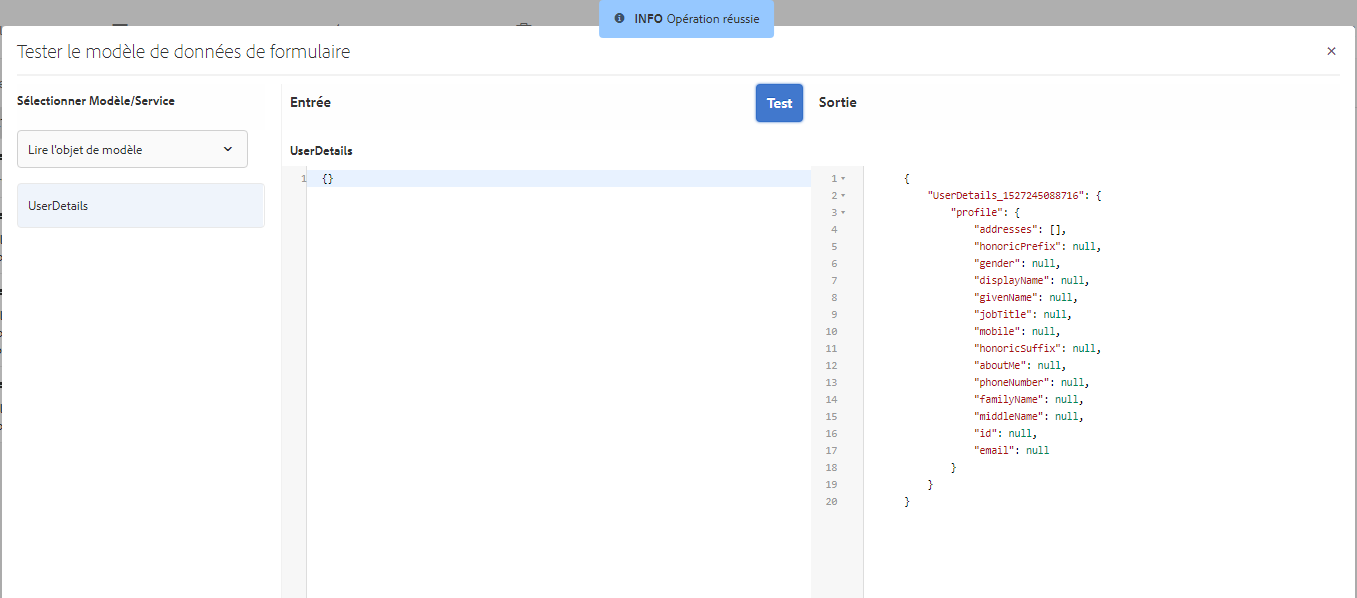 INFO Opération réussie
Tester le modèle de données de formulaire
×
Sélectionner Modèle/Service
Entrée
Test
Sortie
Lire l'objet de modèle
UserDetails
UserDetails
1 {}
1 {
2 "UserDetails_1527245088716": {
3 "profile": {
4 "addresses": [],
5 "honoricPrefix": null,
6 "gender": null,
7 "displayName": null,
8 "givenName": null,
9 "jobTitle": null,
10 "mobile": null,
11 "honoricSuffix": null,
12 "aboutMe": null,
13 "phoneNumber": null,
14 "familyName": null,
15 "middleName": null,
16 "id": null,
17 "email": null
18 }
19 }
20 }